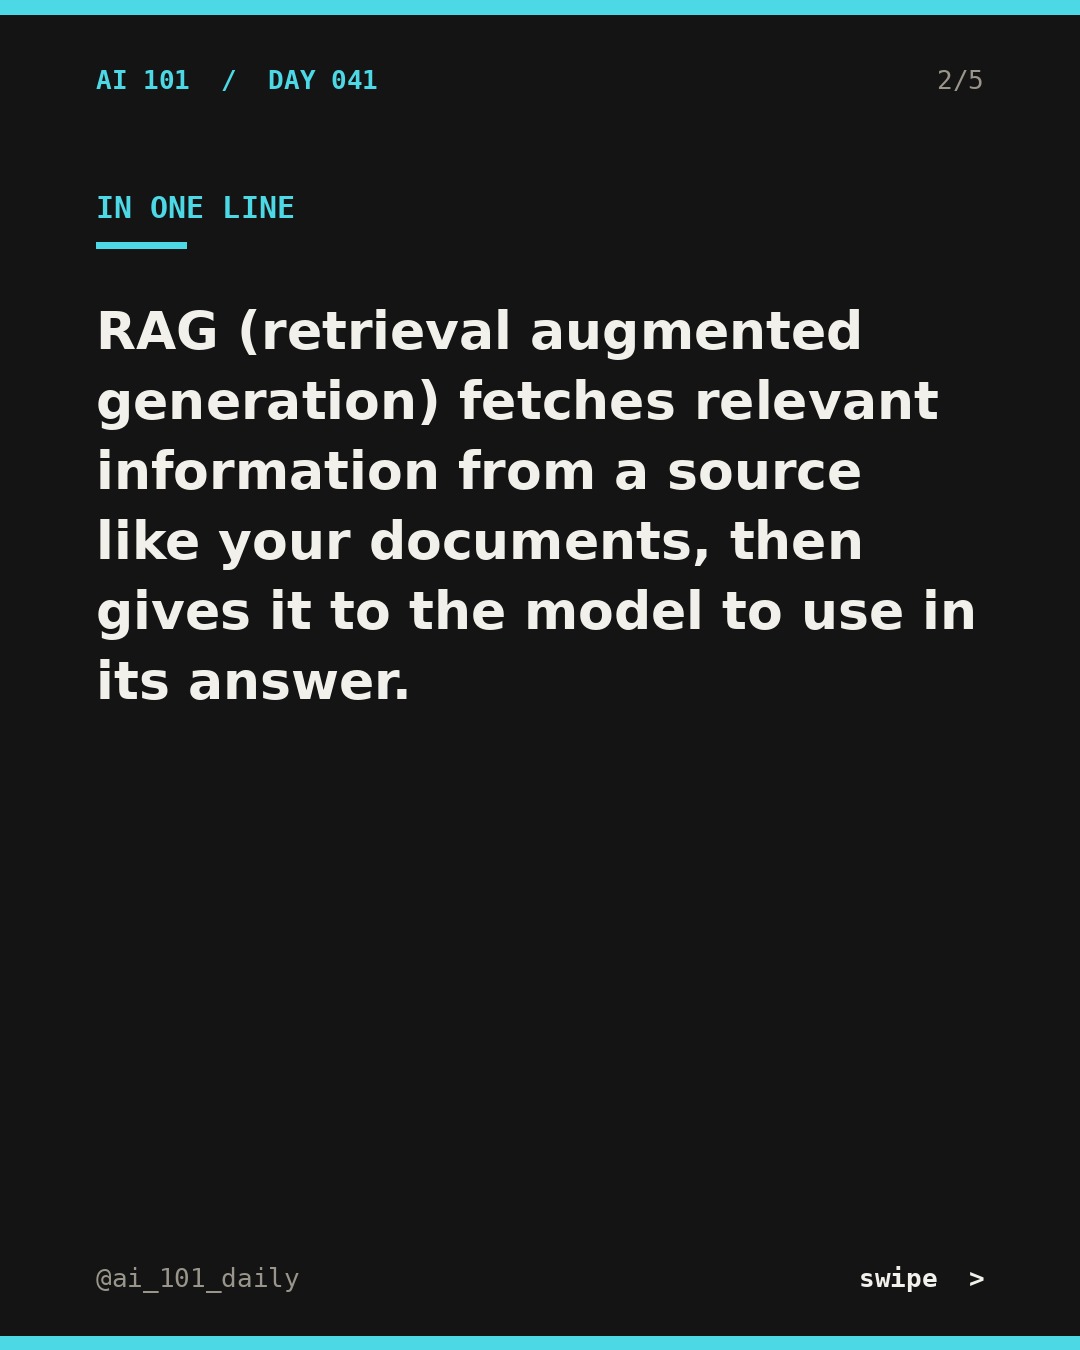 AI 101 / DAY 041
2/5
IN ONE LINE
RAG (retrieval augmented
generation) fetches relevant
information from a source
like your documents, then
gives it to the model to use in
its answer.
@ai_101_daily
swipe >